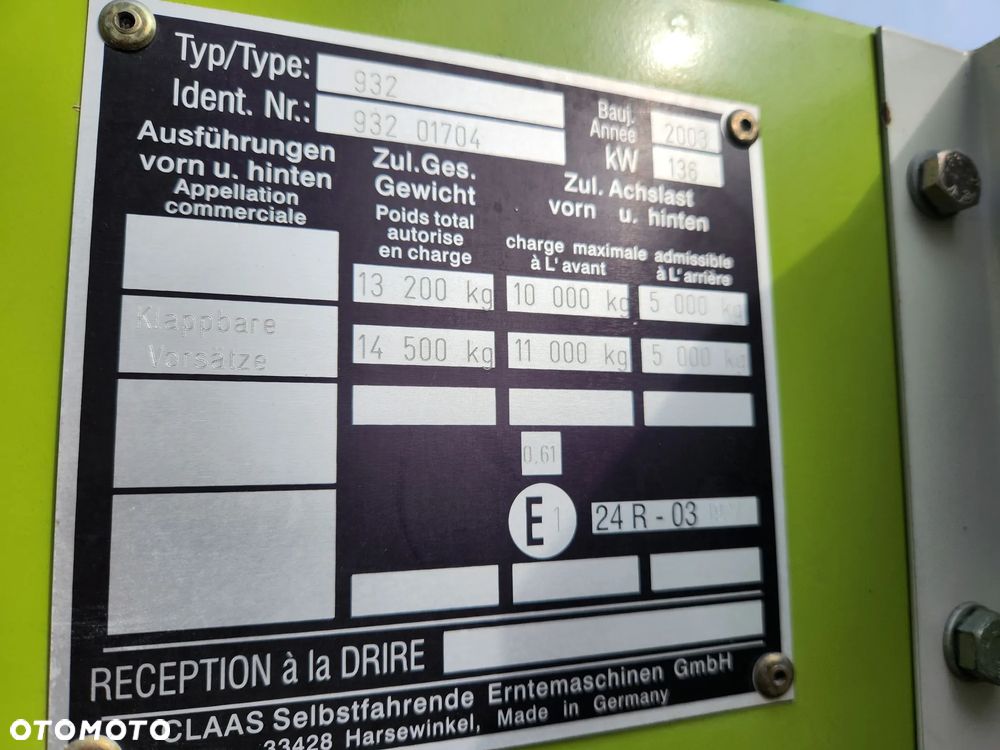 Typ/Type: 932
Ident. Nr.: 932 01704
Bauj. Année 2003
kW 136
Ausführungen vorn u. hinten
Appellation commerciale
Zul.Ges. Gewicht
Poids total autorise en charge
Zul. Achslast
vorn u. hinten
charge maximale admissible
à L'avant à L'arrière
13 200 kg 10 000 kg 5 000 kg
Klappbare
Vorsätze
14 500 kg 11 000 kg 5 000 kg
0,61
E 1 24 R - 03
RECEPTION à la DRIRE
CLAAS Selbstfahrende Erntemaschinen GmbH
33428 Harsewinkel, Made in Germany
OTOMOTO